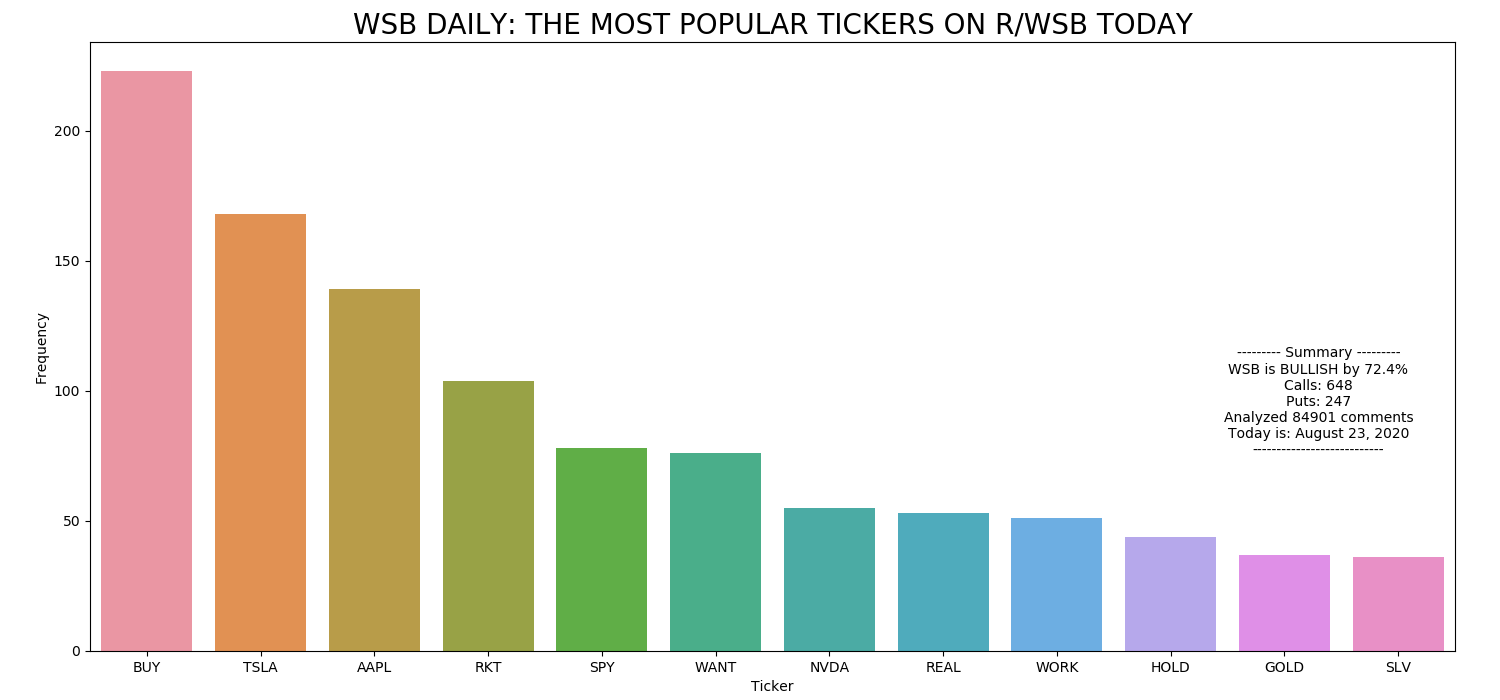 WSB DAILY: THE MOST POPULAR TICKERS ON R/WSB TODAY
Frequency
200
150
100
50
0
--------- Summary ---------
WSB is BULLISH by 72.4%
Calls: 648
Puts: 247
Analyzed 84901 comments
Today is: August 23, 2020
---------------------------
BUY TSLA AAPL RKT SPY WANT NVDA REAL WORK HOLD GOLD SLV
Ticker